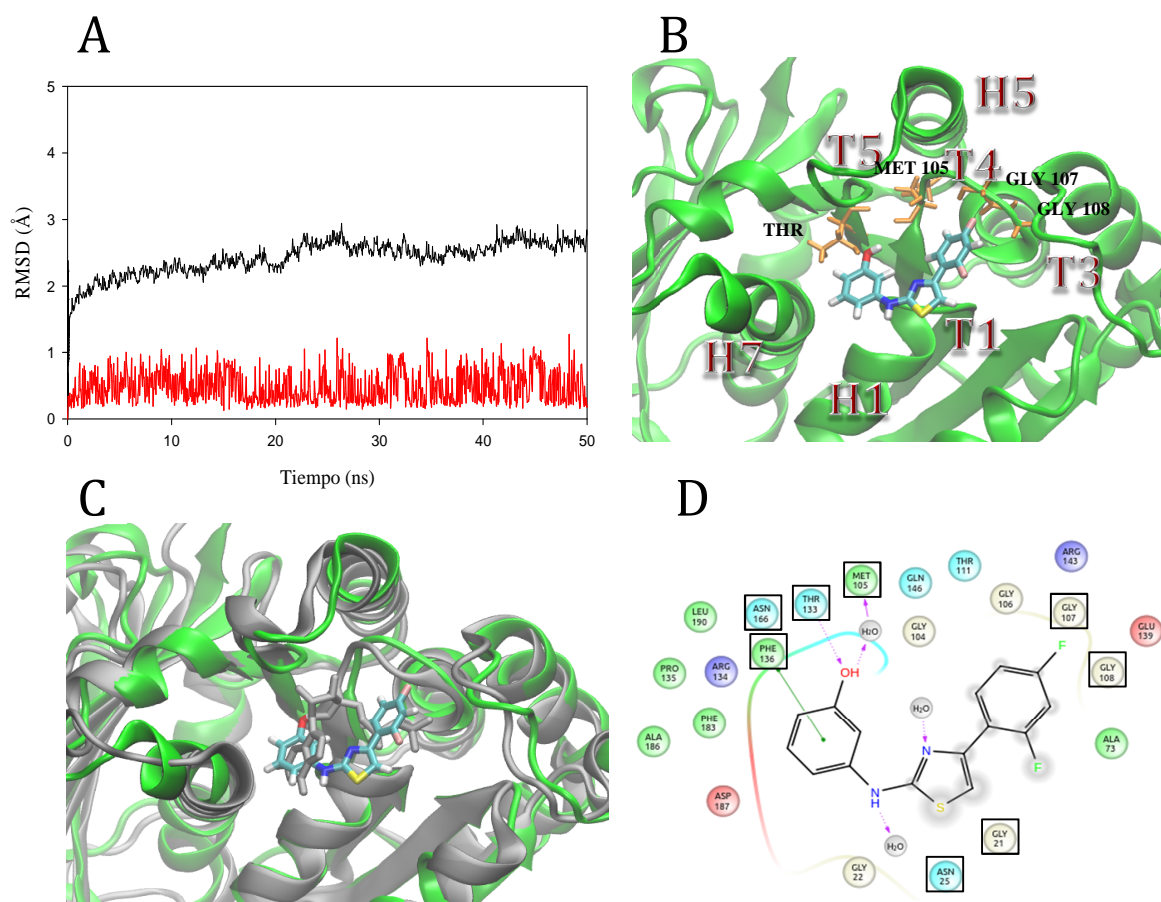 A
5
4
3
2
1
0
RMSD (Å)
0
10
20
30
40
50
Tiempo (ns)
B
H5
T5
MET 105
T4
GLY 107
GLY 108
THR
T3
T1
H7
H1
C
D
ARG 143
THR 111
MET 105
GLN 146
THR 133
ASN 166
LEU 190
GLY 106
GLY 107
GLU 139
H₂O
GLY 104
PHE 136
F
PRO 135
ARG 134
OH
GLY 108
H₂O
PHE 183
ALA 186
N
ALA 73
F
ASP 187
N
H
S
H₂O
GLY 21
GLY 22
ASN 25